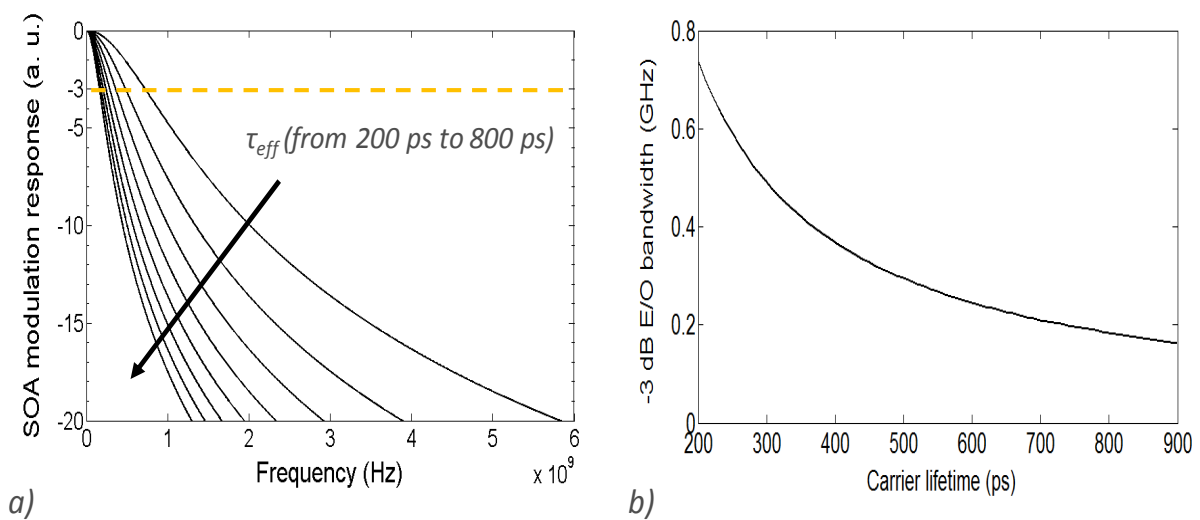 0
-3
-5
-10
-15
-20
SOA modulation response (a. u.)
τeff (from 200 ps to 800 ps)
0 1 2 3 4 5 6
Frequency (Hz)
x 10^9
a)
0.8
0.6
0.4
0.2
0
-3 dB E/O bandwidth (GHz)
200 300 400 500 600 700 800 900
Carrier lifetime (ps)
b)